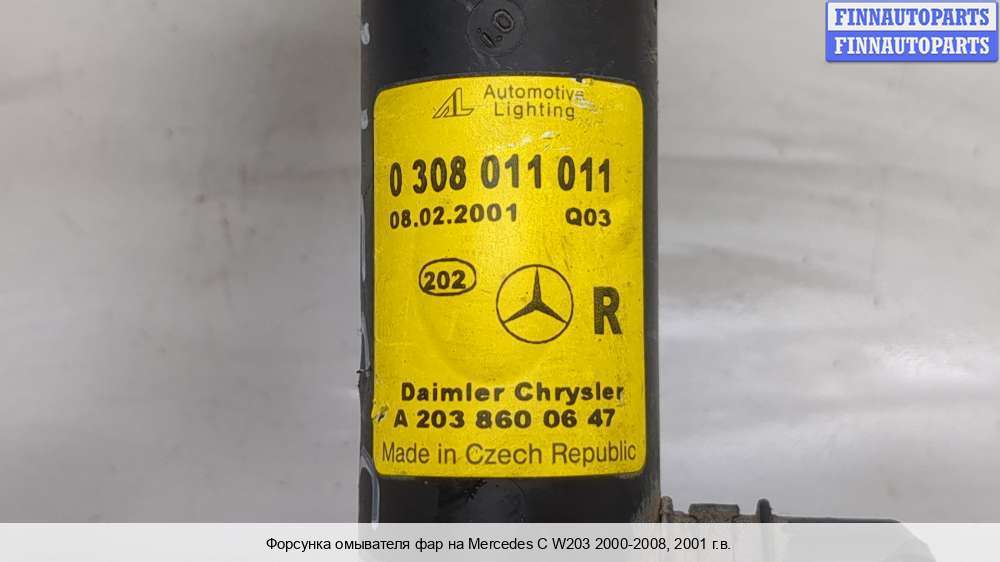 FINNAUTOPARTS
FINNAUTOPARTS
Automotive
Lighting
0 308 011 011
08.02.2001 Q03
202
R
Daimler Chrysler
A 203 860 06 47
Made in Czech Republic
Форсунка омывателя фар на Mercedes C W203 2000-2008, 2001 г.в.